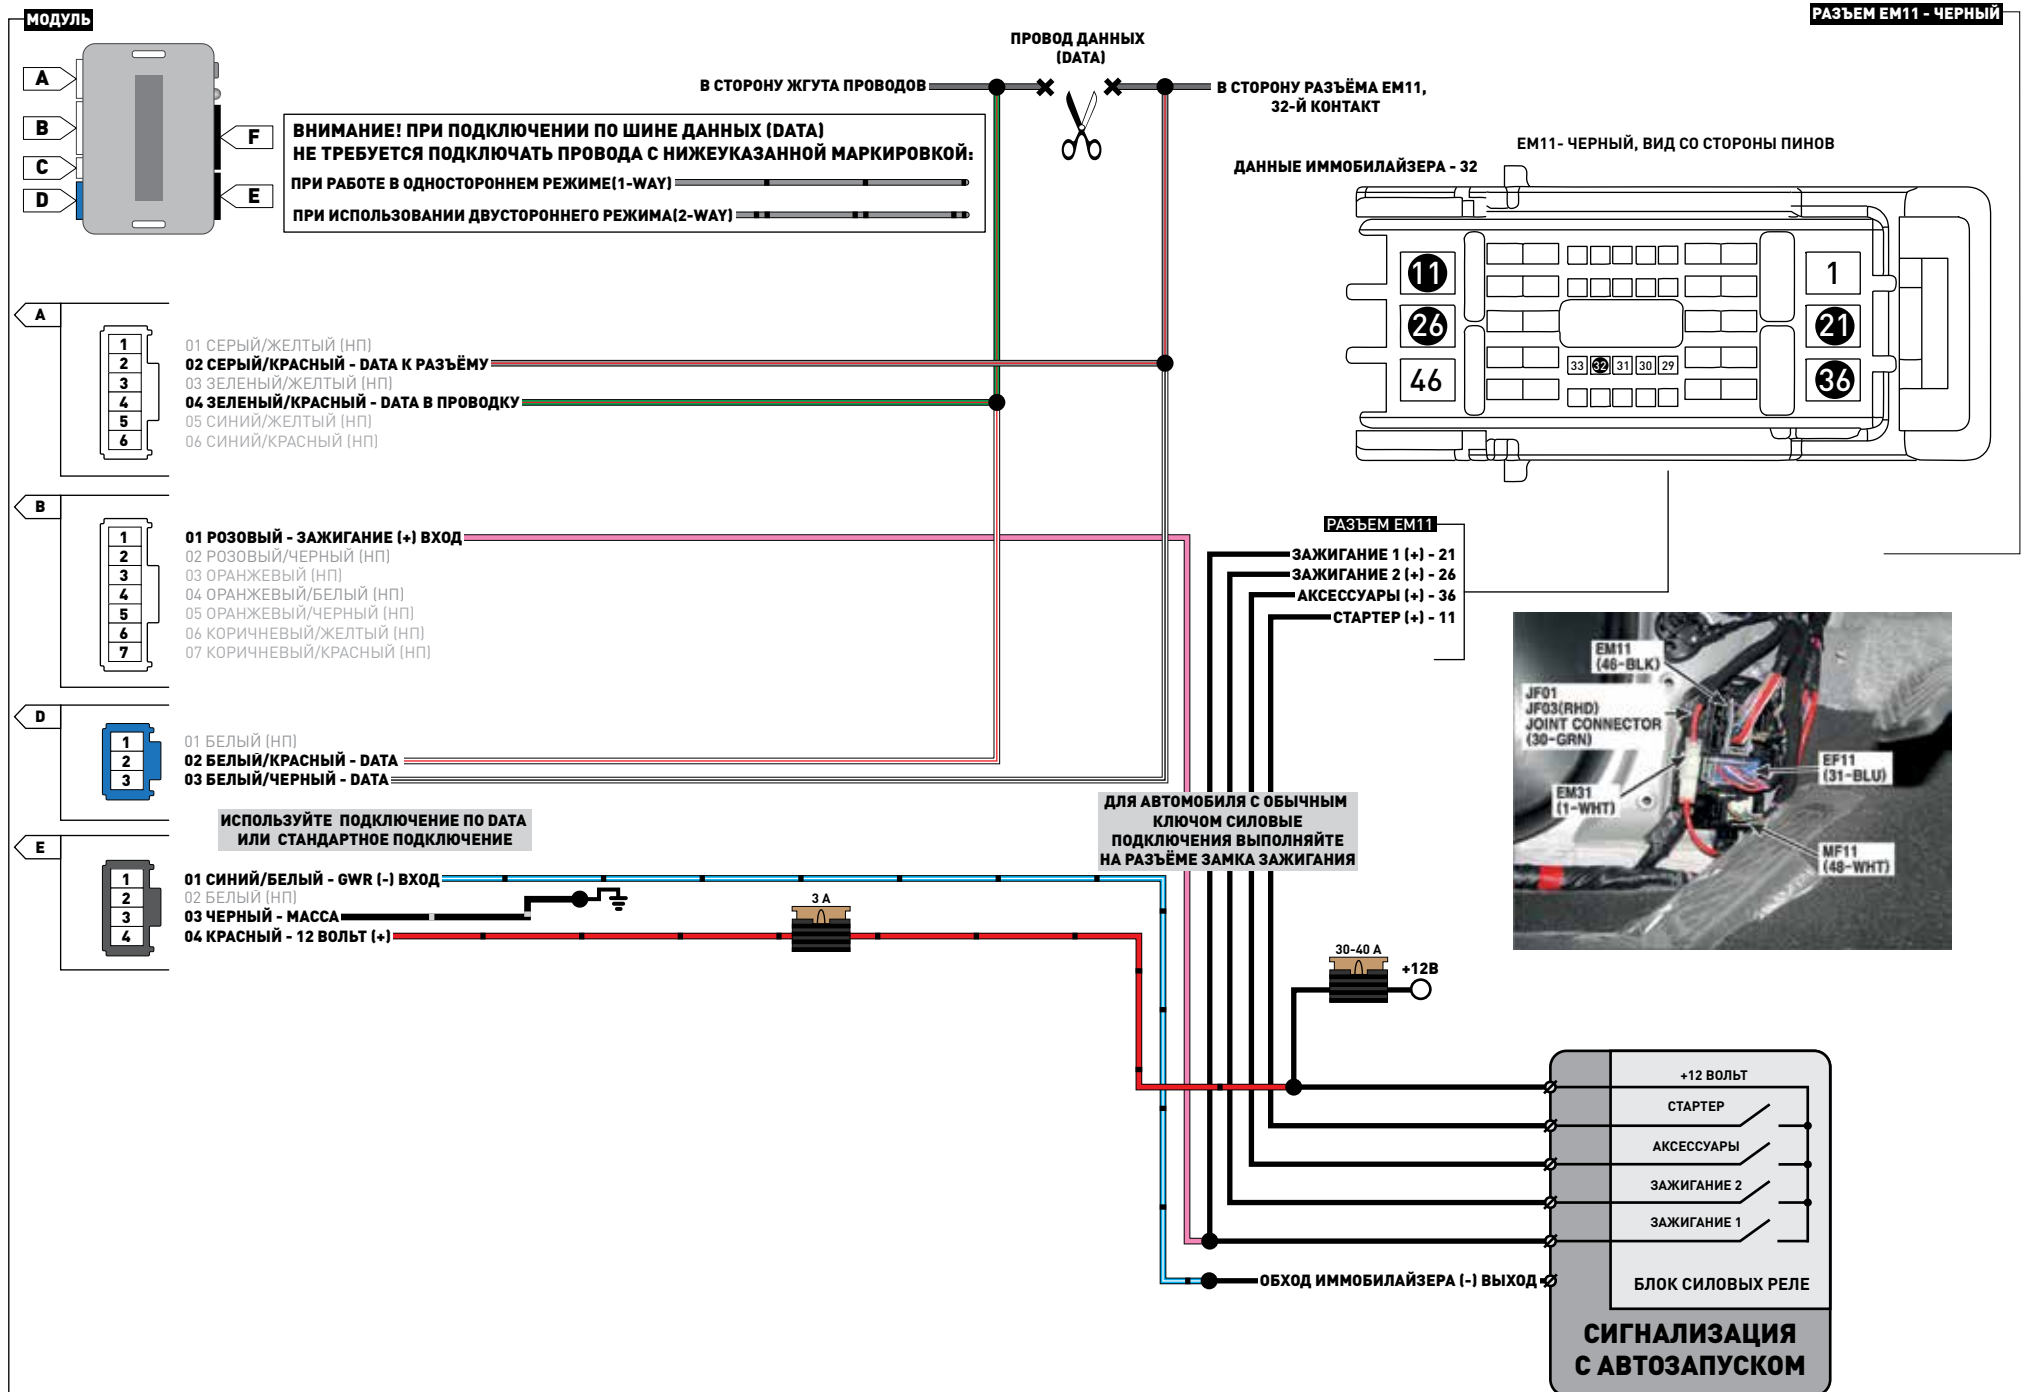 МОДУЛЬ
РАЗЪЕМ EM11 - ЧЕРНЫЙ
A
B
C
D
F
E
ПРОВОД ДАННЫХ
(DATA)
В СТОРОНУ ЖГУТА ПРОВОДОВ
В СТОРОНУ РАЗЪЁМА EM11,
32-Й КОНТАКТ
ВНИМАНИЕ! ПРИ ПОДКЛЮЧЕНИИ ПО ШИНЕ ДАННЫХ (DATA)
НЕ ТРЕБУЕТСЯ ПОДКЛЮЧАТЬ ПРОВОДА С НИЖЕУКАЗАННОЙ МАРКИРОВКОЙ:
ПРИ РАБОТЕ В ОДНОСТОРОННЕМ РЕЖИМЕ(1-WAY)
ПРИ ИСПОЛЬЗОВАНИИ ДВУСТОРОННЕГО РЕЖИМА(2-WAY)
EM11- ЧЕРНЫЙ, ВИД СО СТОРОНЫ ПИНОВ
ДАННЫЕ ИММОБИЛАЙЗЕРА - 32
11
1
26
21
46
33 32 31 30 29
36
A
1
01 СЕРЫЙ/ЖЕЛТЫЙ (НП)
2
02 СЕРЫЙ/КРАСНЫЙ - DATA К РАЗЪЁМУ
3
03 ЗЕЛЕНЫЙ/ЖЕЛТЫЙ (НП)
4
04 ЗЕЛЕНЫЙ/КРАСНЫЙ - DATA В ПРОВОДКУ
5
05 СИНИЙ/ЖЕЛТЫЙ (НП)
6
06 СИНИЙ/КРАСНЫЙ (НП)
B
1
01 РОЗОВЫЙ - ЗАЖИГАНИЕ (+) ВХОД
2
02 РОЗОВЫЙ/ЧЕРНЫЙ (НП)
3
03 ОРАНЖЕВЫЙ (НП)
4
04 ОРАНЖЕВЫЙ/БЕЛЫЙ (НП)
5
05 ОРАНЖЕВЫЙ/ЧЕРНЫЙ (НП)
6
06 КОРИЧНЕВЫЙ/ЖЕЛТЫЙ (НП)
7
07 КОРИЧНЕВЫЙ/КРАСНЫЙ (НП)
РАЗЪЕМ EM11
ЗАЖИГАНИЕ 1 (+) - 21
ЗАЖИГАНИЕ 2 (+) - 26
АКСЕССУАРЫ (+) - 36
СТАРТЕР (+) - 11
EM11
(46-BLK)
JF01
JF03(RHD)
JOINT CONNECTOR
(30-GRN)
EF11
(31-BLU)
EM31
(1-WHT)
MF11
(48-WHT)
D
1
01 БЕЛЫЙ (НП)
2
02 БЕЛЫЙ/КРАСНЫЙ - DATA
3
03 БЕЛЫЙ/ЧЕРНЫЙ - DATA
ИСПОЛЬЗУЙТЕ ПОДКЛЮЧЕНИЕ ПО DATA
ИЛИ СТАНДАРТНОЕ ПОДКЛЮЧЕНИЕ
ДЛЯ АВТОМОБИЛЯ С ОБЫЧНЫМ
КЛЮЧОМ СИЛОВЫЕ
ПОДКЛЮЧЕНИЯ ВЫПОЛНЯЙТЕ
НА РАЗЪЁМЕ ЗАМКА ЗАЖИГАНИЯ
E
1
01 СИНИЙ/БЕЛЫЙ - GWR (-) ВХОД
2
02 БЕЛЫЙ (НП)
3
03 ЧЕРНЫЙ - МАССА
4
04 КРАСНЫЙ - 12 ВОЛЬТ (+)
3 А
30-40 А
+12В
+12 ВОЛЬТ
СТАРТЕР
АКСЕССУАРЫ
ЗАЖИГАНИЕ 2
ЗАЖИГАНИЕ 1
ОБХОД ИММОБИЛАЙЗЕРА (-) ВЫХОД
БЛОК СИЛОВЫХ РЕЛЕ
СИГНАЛИЗАЦИЯ
С АВТОЗАПУСКОМ